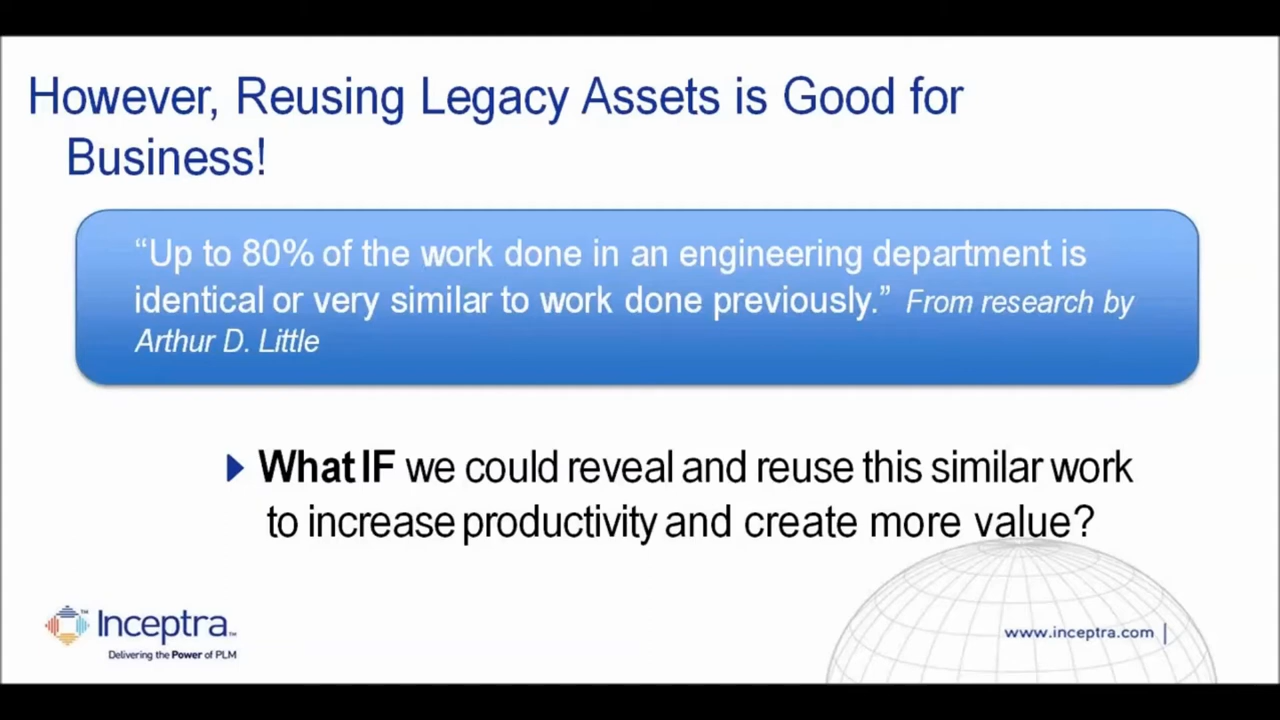 However, Reusing Legacy Assets is Good for
Business!
“Up to 80% of the work done in an engineering department is
identical or very similar to work done previously.” From research by
Arthur D. Little
What IF we could reveal and reuse this similar work
to increase productivity and create more value?
Inceptra™
Delivering the Power of PLM
www.inceptra.com